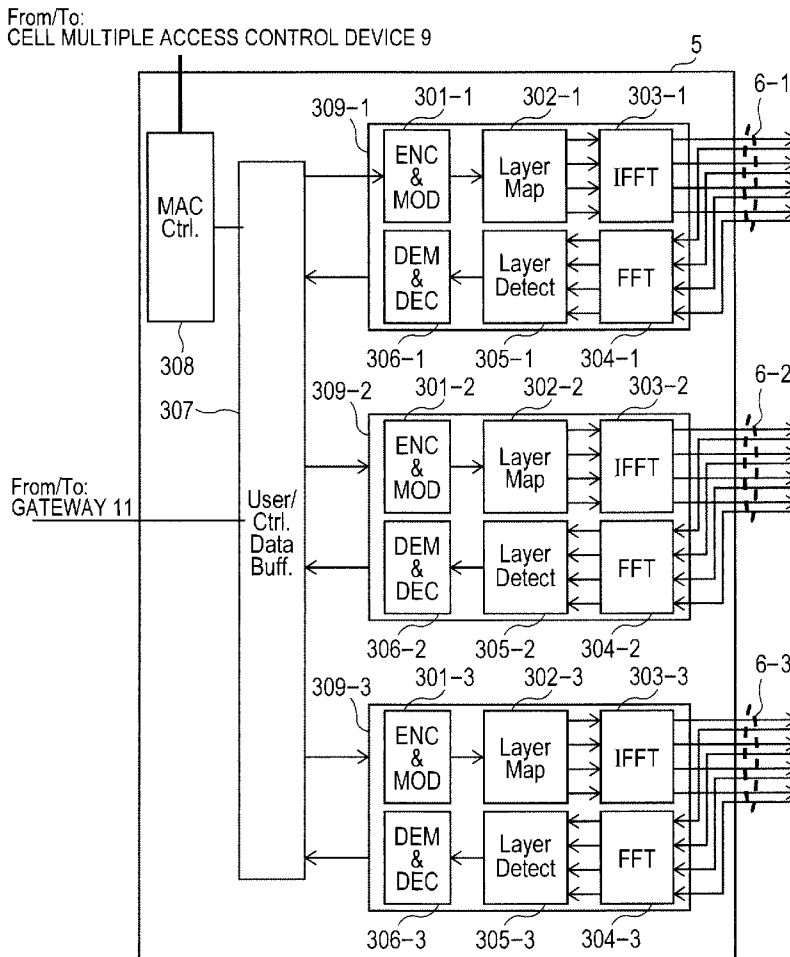 From/To:
CELL MULTIPLE ACCESS CONTROL DEVICE 9
5
301-1
302-1
303-1
6-1
309-1
ENC
&
MOD
Layer
Map
IFFT
MAC
Ctrl.
DEM
&
DEC
Layer
Detect
FFT
308
306-1
305-1
304-1
307
301-2
302-2
303-2
6-2
309-2
ENC
&
MOD
Layer
Map
IFFT
From/To:
GATEWAY 11
User/
Ctrl.
Data
Buff.
DEM
&
DEC
Layer
Detect
FFT
306-2
305-2
304-2
301-3
302-3
303-3
6-3
309-3
ENC
&
MOD
Layer
Map
IFFT
DEM
&
DEC
Layer
Detect
FFT
306-3
305-3
304-3